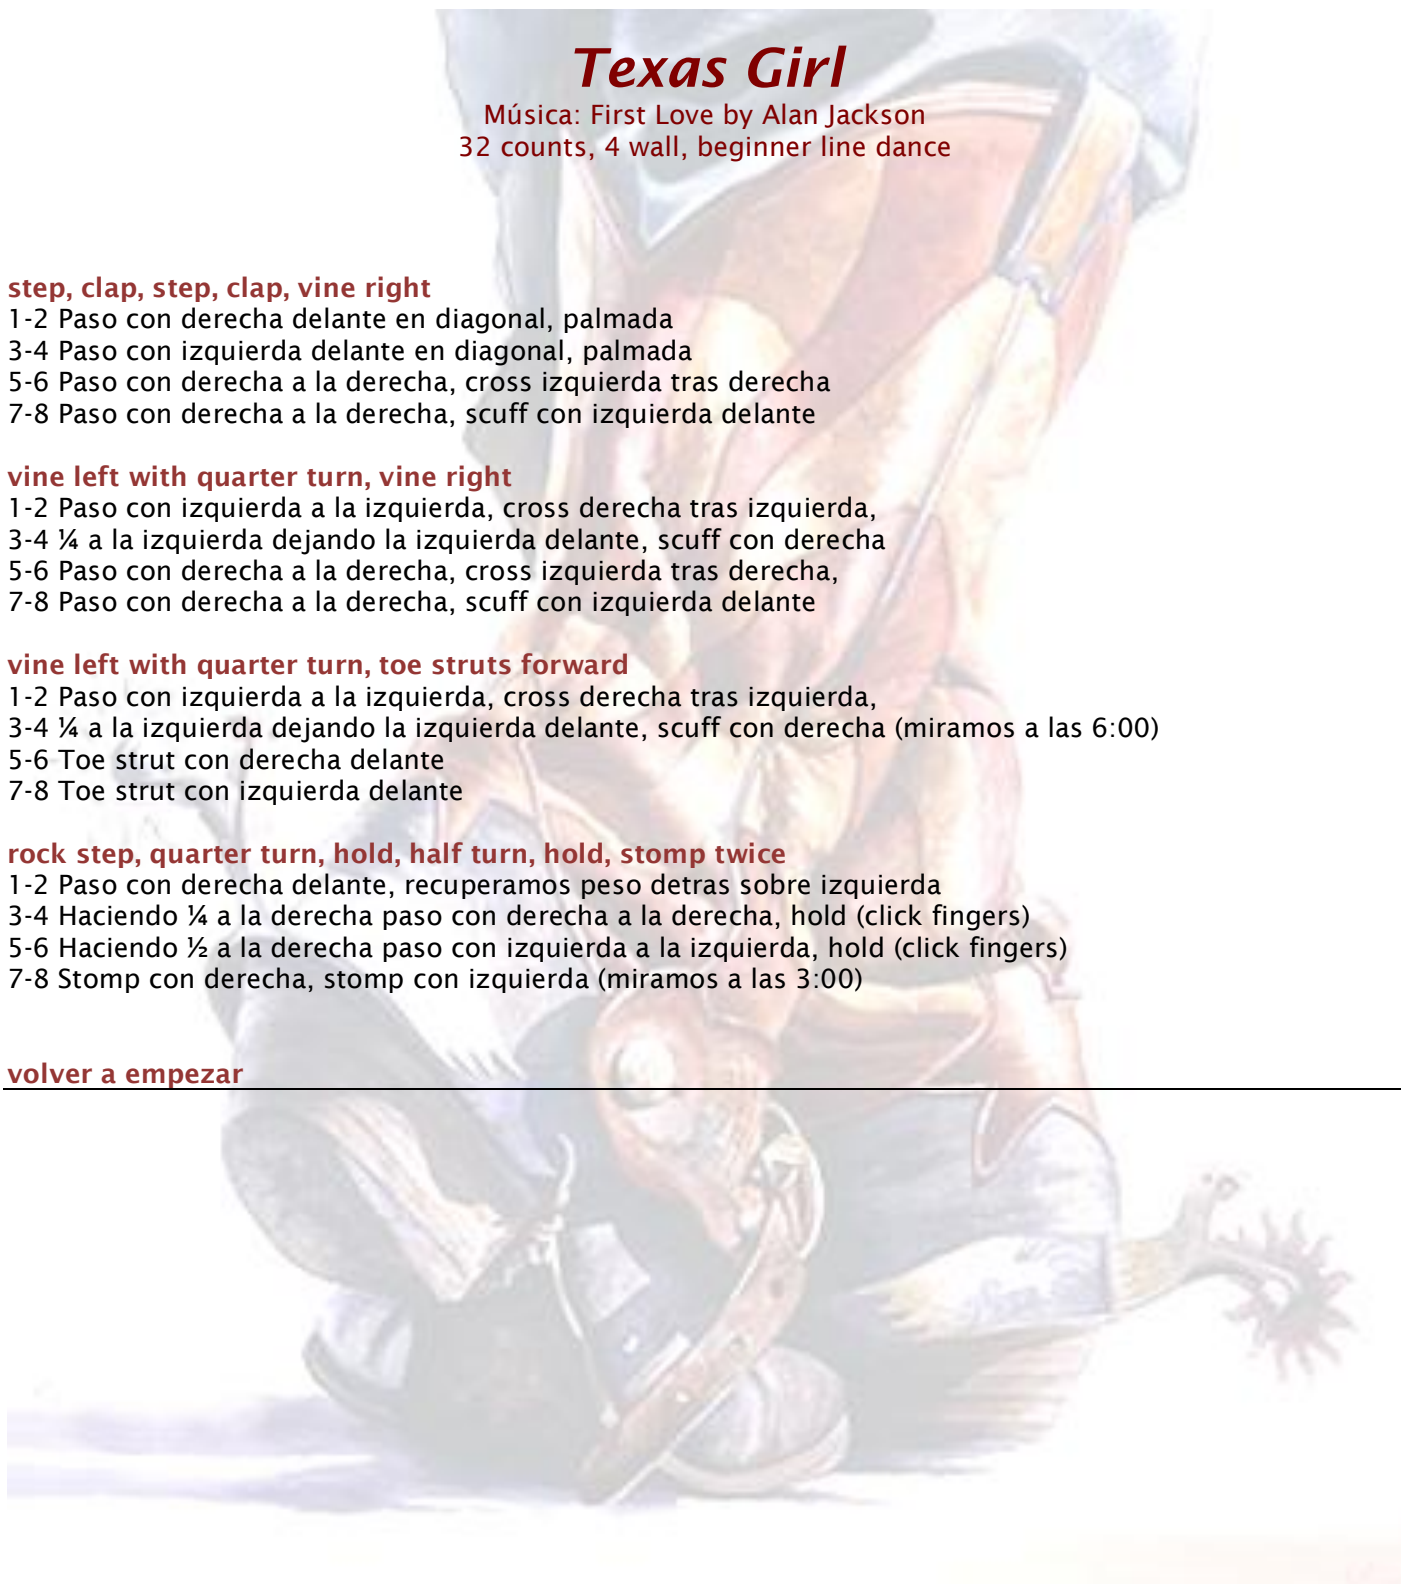 Texas Girl
Música: First Love by Alan Jackson
32 counts, 4 wall, beginner line dance
step, clap, step, clap, vine right
1-2 Paso con derecha delante en diagonal, palmada
3-4 Paso con izquierda delante en diagonal, palmada
5-6 Paso con derecha a la derecha, cross izquierda tras derecha
7-8 Paso con derecha a la derecha, scuff con izquierda delante
vine left with quarter turn, vine right
1-2 Paso con izquierda a la izquierda, cross derecha tras izquierda,
3-4 ¼ a la izquierda dejando la izquierda delante, scuff con derecha
5-6 Paso con derecha a la derecha, cross izquierda tras derecha,
7-8 Paso con derecha a la derecha, scuff con izquierda delante
vine left with quarter turn, toe struts forward
1-2 Paso con izquierda a la izquierda, cross derecha tras izquierda,
3-4 ¼ a la izquierda dejando la izquierda delante, scuff con derecha (miramos a las 6:00)
5-6 Toe strut con derecha delante
7-8 Toe strut con izquierda delante
rock step, quarter turn, hold, half turn, hold, stomp twice
1-2 Paso con derecha delante, recuperamos peso detras sobre izquierda
3-4 Haciendo ¼ a la derecha paso con derecha a la derecha, hold (click fingers)
5-6 Haciendo ½ a la derecha paso con izquierda a la izquierda, hold (click fingers)
7-8 Stomp con derecha, stomp con izquierda (miramos a las 3:00)
volver a empezar